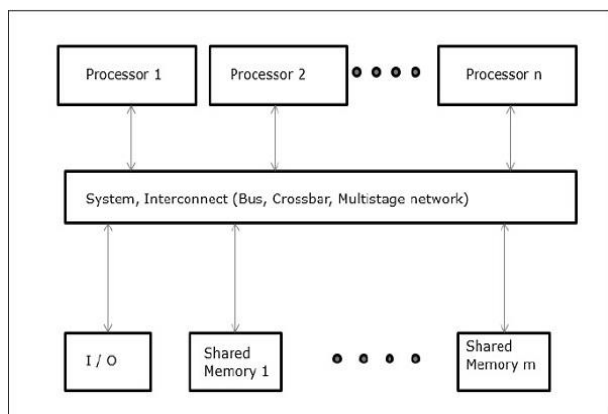 Processor 1
Processor 2
Processor n
System, Interconnect (Bus, Crossbar, Multistage network)
I / O
Shared
Memory 1
Shared
Memory m